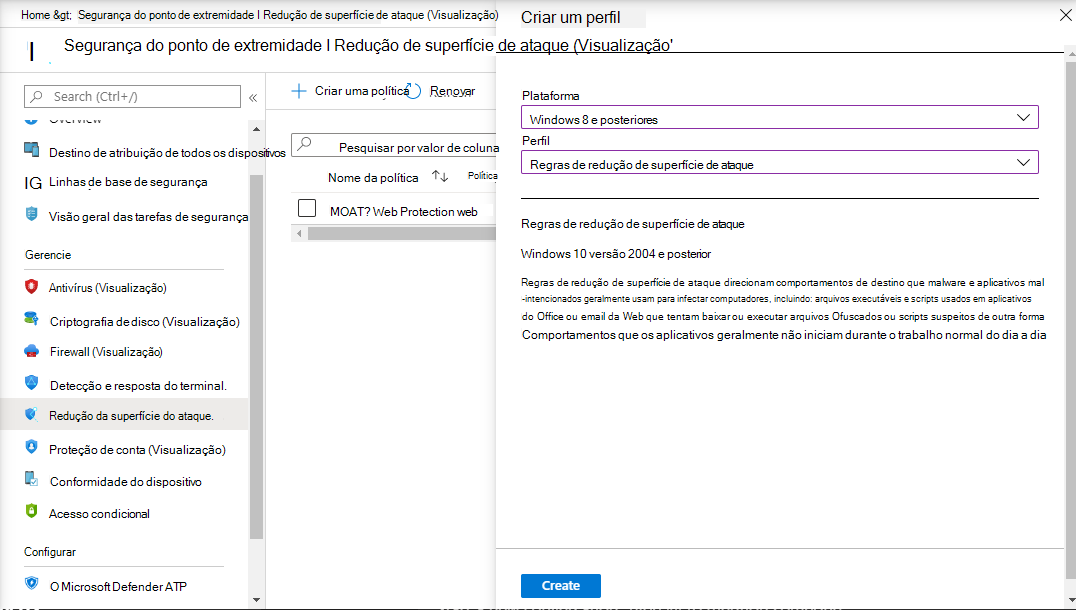 Home &gt; Segurança do ponto de extremidade I Redução de superfície de ataque (Visualização)
Segurança do ponto de extremidade I Redução de superfície de ataque (Visualização'
Search (Ctrl+/)
«
Overview
Destino de atribuição de todos os dispositivos
IG Linhas de base de segurança
Visão geral das tarefas de segurança
Gerencie
Antivírus (Visualização)
Criptografia de disco (Visualização)
Firewall (Visualização)
Detecção e resposta do terminal.
Redução da superfície do ataque.
Proteção de conta (Visualização)
Conformidade do dispositivo
Acesso condicional
Configurar
O Microsoft Defender ATP
Criar uma política
Renovar
Pesquisar por valor de coluna
Nome da política
Política
MOAT? Web Protection web
Criar um perfil
Plataforma
Windows 8 e posteriores
Perfil
Regras de redução de superfície de ataque
Regras de redução de superfície de ataque
Windows 10 versão 2004 e posterior
Regras de redução de superfície de ataque direcionam comportamentos de destino que malware e aplicativos mal
-intencionados geralmente usam para infectar computadores, incluindo: arquivos executáveis e scripts usados em aplicativos
do Office ou email da Web que tentam baixar ou executar arquivos Ofuscados ou scripts suspeitos de outra forma
Comportamentos que os aplicativos geralmente não iniciam durante o trabalho normal do dia a dia
Create